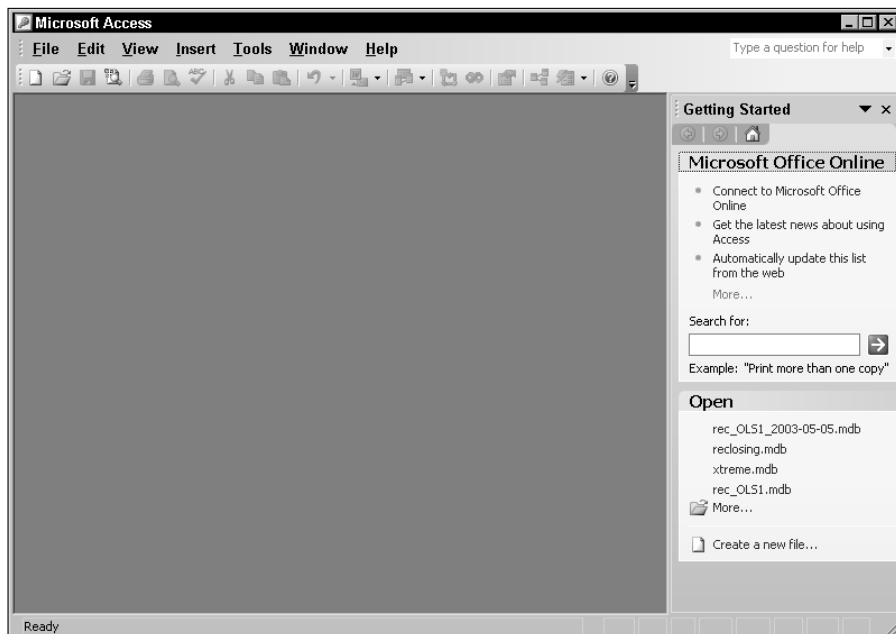 Microsoft Access
File Edit View Insert Tools Window Help
Type a question for help
ABC
Getting Started
Microsoft Office Online
Connect to Microsoft Office
Online
Get the latest news about using
Access
Automatically update this list
from the web
More...
Search for:
Example: "Print more than one copy"
Open
rec_OLS1_2003-05-05.mdb
reclosing.mdb
xtreme.mdb
rec_OLS1.mdb
More...
Create a new file...
Ready